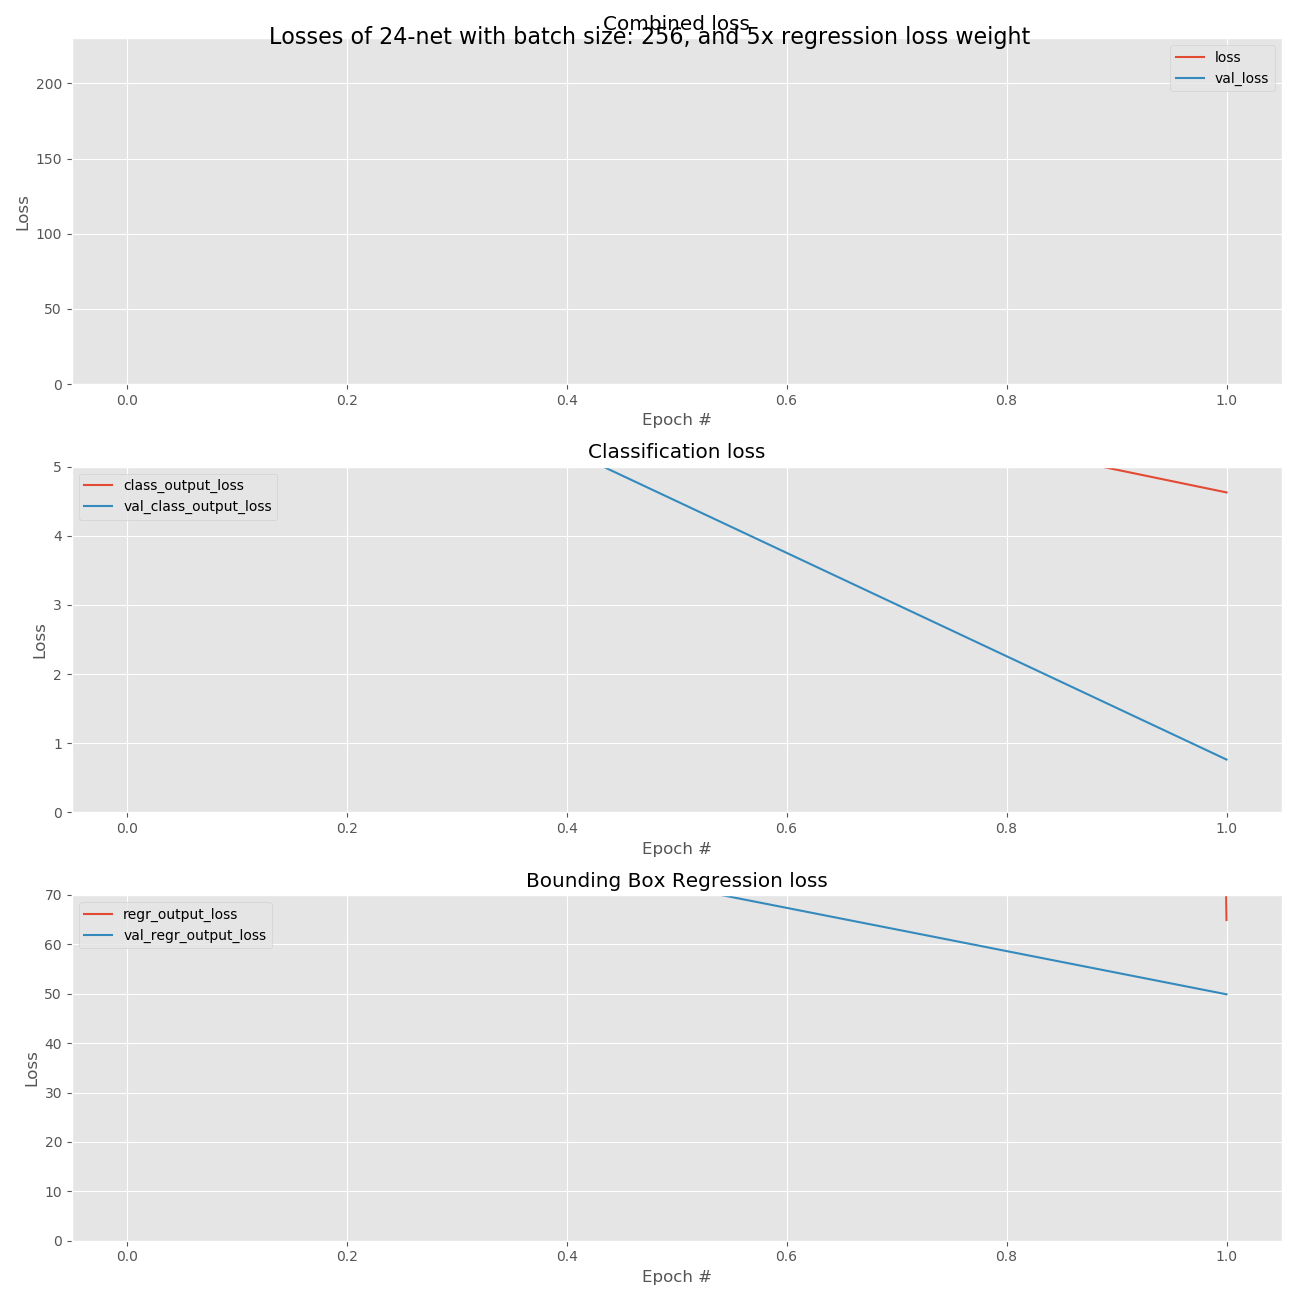 Combined loss
Losses of 24-net with batch size: 256, and 5x regression loss weight
loss
val_loss
200
150
100
50
0
Loss
0.0 0.2 0.4 0.6 0.8 1.0
Epoch #
Classification loss
class_output_loss
val_class_output_loss
5
4
3
2
1
0
Loss
0.0 0.2 0.4 0.6 0.8 1.0
Epoch #
Bounding Box Regression loss
regr_output_loss
val_regr_output_loss
70
60
50
40
30
20
10
0
Loss
0.0 0.2 0.4 0.6 0.8 1.0
Epoch #